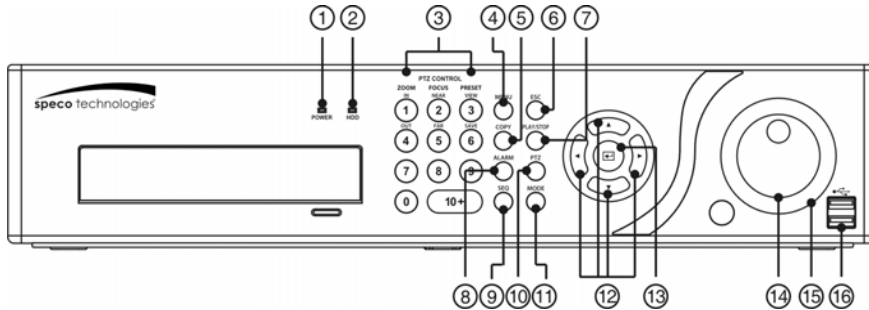 ① ② ③ ④ ⑤ ⑥ ⑦
speco technologies
POWER HDD
PTZ CONTROL
ZOOM FOCUS PRESET
IN NEAR VIEW MENU ESC
1 2 3
OUT FAR SAVE COPY PLAY/STOP
4 5 6
ALARM PTZ
7 8 9
SEQ MODE
0 10+
⑧ ⑨ ⑩ ⑪ ⑫ ⑬ ⑭ ⑮ ⑯